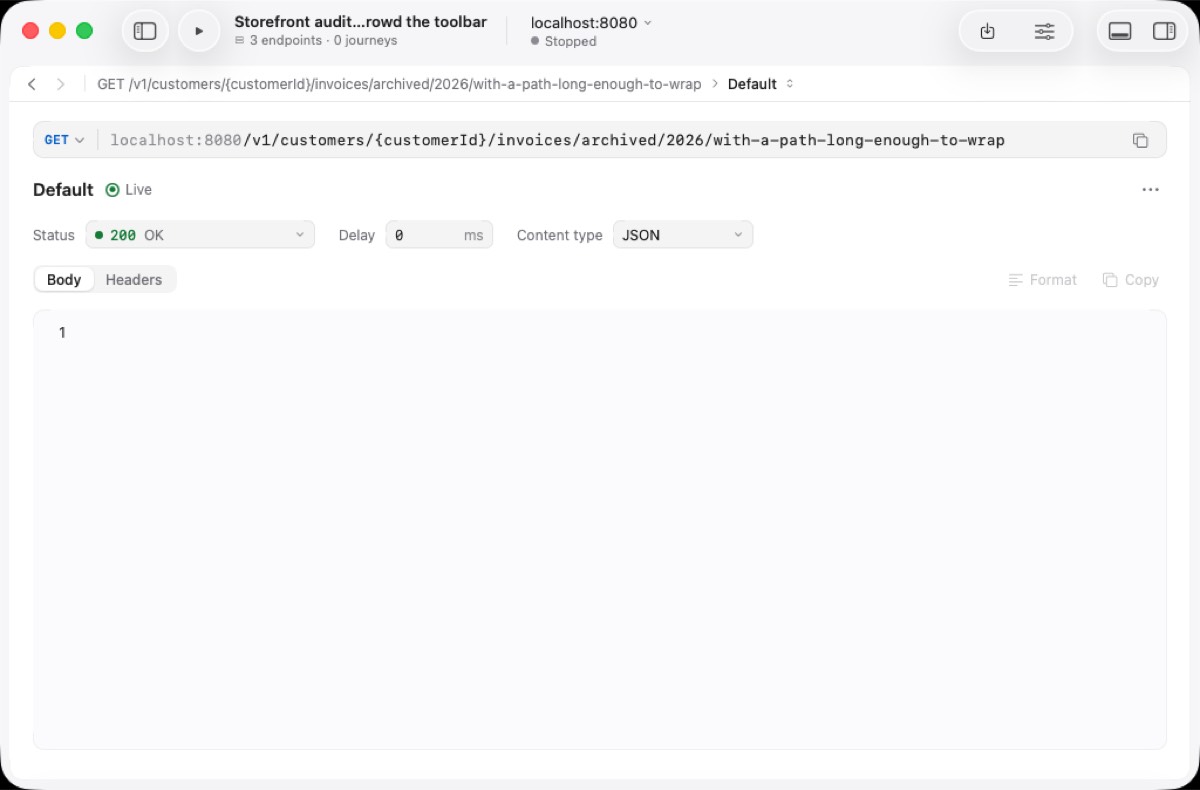 Storefront audit...rowd the toolbar
3 endpoints · 0 journeys
localhost:8080
Stopped
GET /v1/customers/{customerId}/invoices/archived/2026/with-a-path-long-enough-to-wrap
Default
GET localhost:8080/v1/customers/{customerId}/invoices/archived/2026/with-a-path-long-enough-to-wrap
Default Live
Status 200 OK Delay 0 ms Content type JSON
Body Headers Format Copy
1